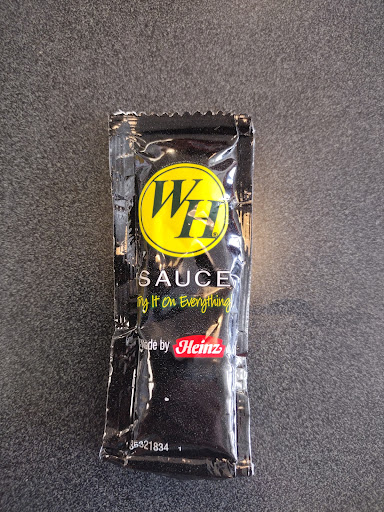 WH
SAUCE
Try It On Everything!
Made by Heinz